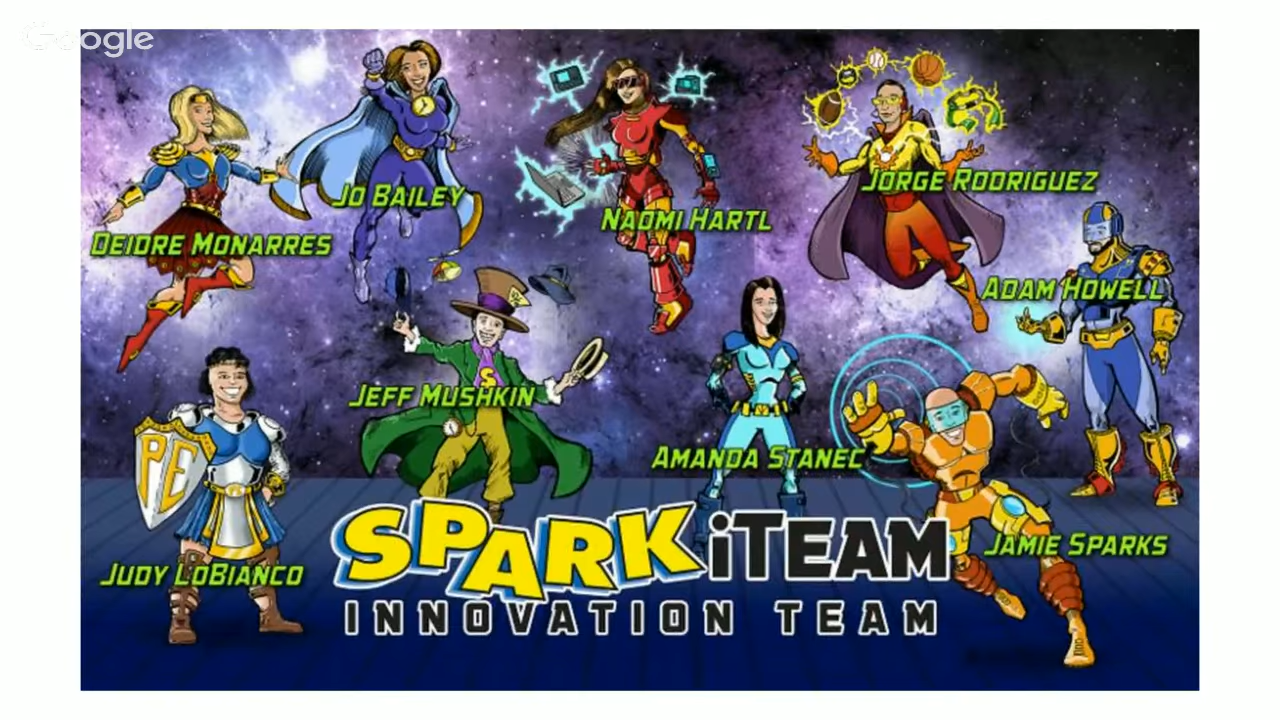 Google
JO BAILEY
JORGE RODRIGUEZ
NAOMI HARTL
DEIDRE MONARRES
ADAM HOWELL
JEFF MUSHKIN
S
AMANDA STANEC
PE
SPARK iTEAM
JAMIE SPARKS
JUDY LOBIANCO
INNOVATION TEAM